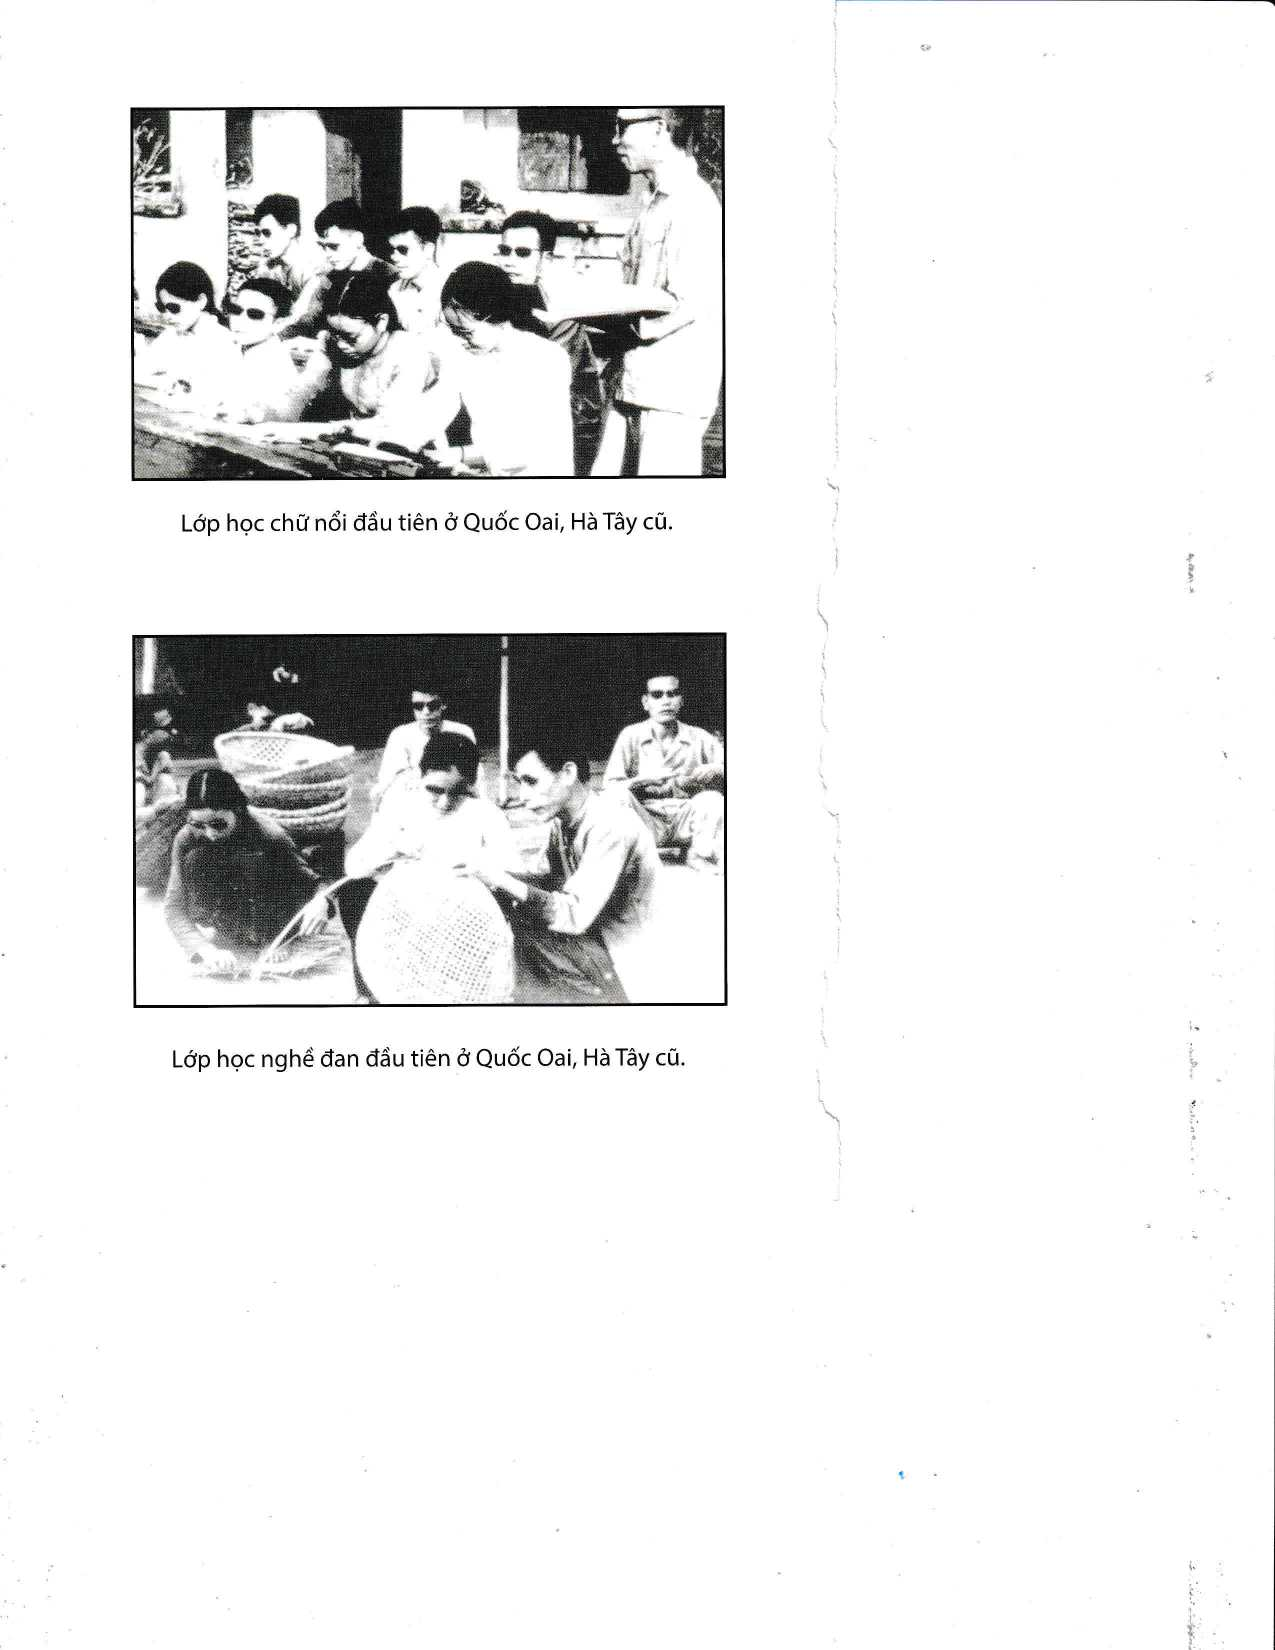 Lớp học chữ nổi đầu tiên ở Quốc Oai, Hà Tây cũ.
Lớp học nghề đan đầu tiên ở Quốc Oai, Hà Tây cũ.